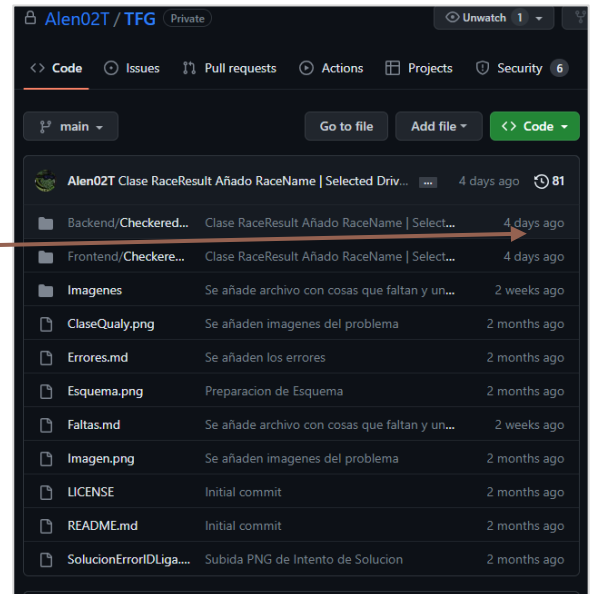 Alen02T / TFG Private Unwatch 1
Code Issues Pull requests Actions Projects Security 6
main Go to file Add file Code
Alen02T Clase RaceResult Añado RaceName | Selected Driv... ... 4 days ago 81
Backend/Checkered... Clase RaceResult Añado RaceName | Select... 4 days ago
Frontend/Checkere... Clase RaceResult Añado RaceName | Select... 4 days ago
Imagenes Se añade archivo con cosas que faltan y un... 2 weeks ago
ClaseQualy.png Se añaden imagenes del problema 2 months ago
Errores.md Se añaden los errores 2 months ago
Esquema.png Preparacion de Esquema 2 months ago
Faltas.md Se añade archivo con cosas que faltan y un... 2 weeks ago
Imagen.png Se añaden imagenes del problema 2 months ago
LICENSE Initial commit 2 months ago
README.md Initial commit 2 months ago
SolucionErrorIDLiga.... Subida PNG de Intento de Solucion 2 months ago